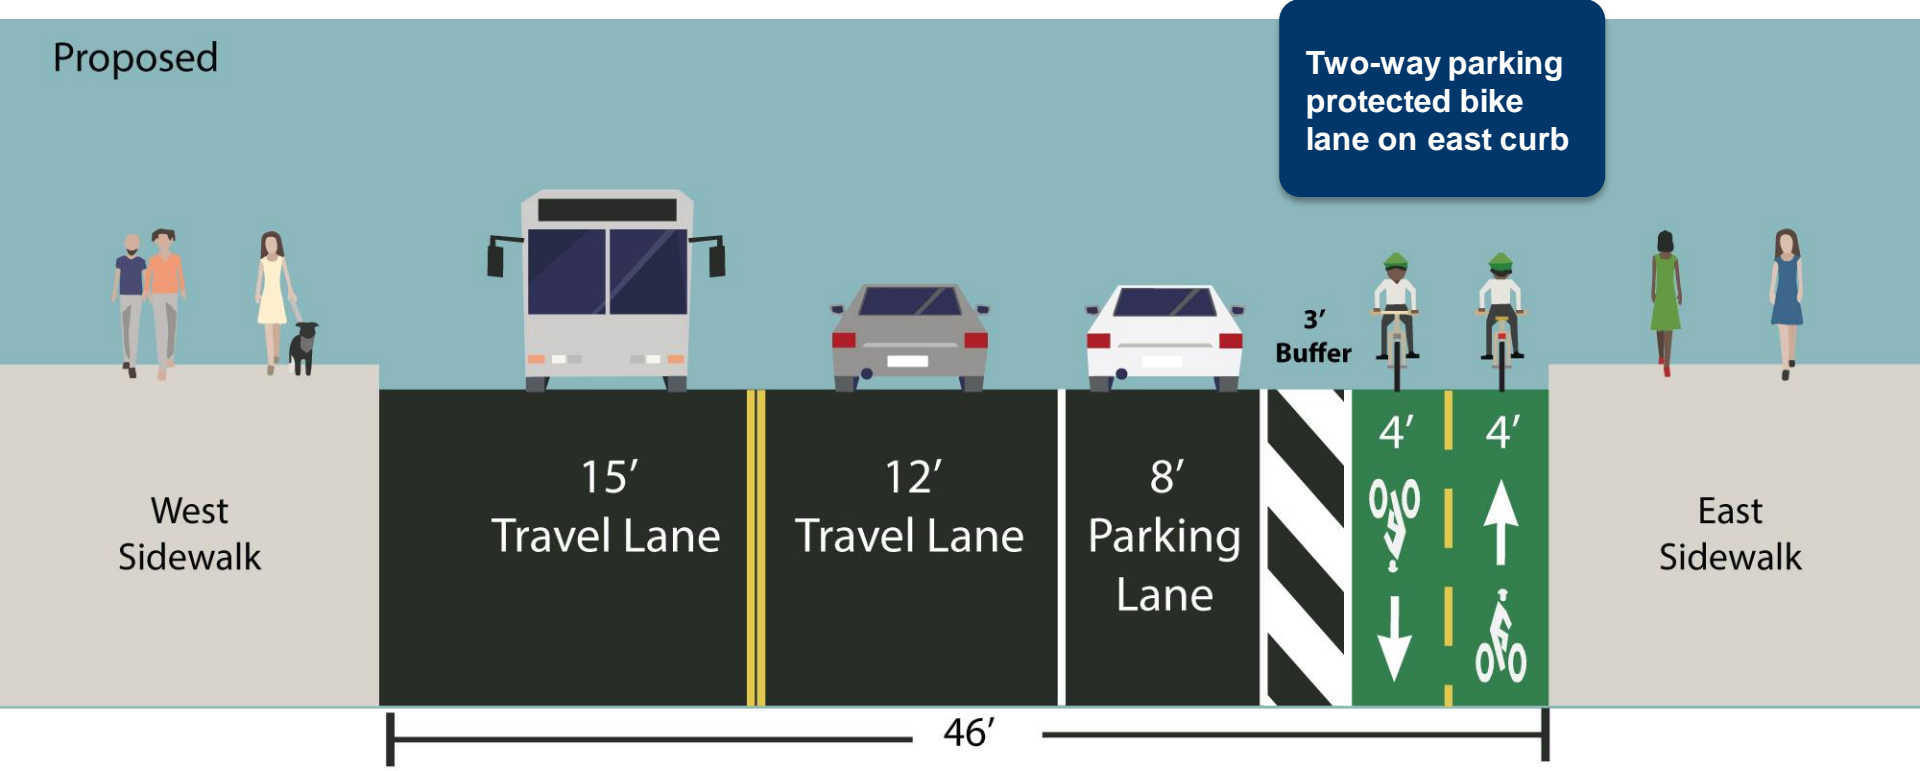 Proposed
Two-way parking
protected bike
lane on east curb
3′
Buffer
West
Sidewalk
15′
Travel Lane
12′
Travel Lane
8′
Parking
Lane
4′
4′
East
Sidewalk
46′